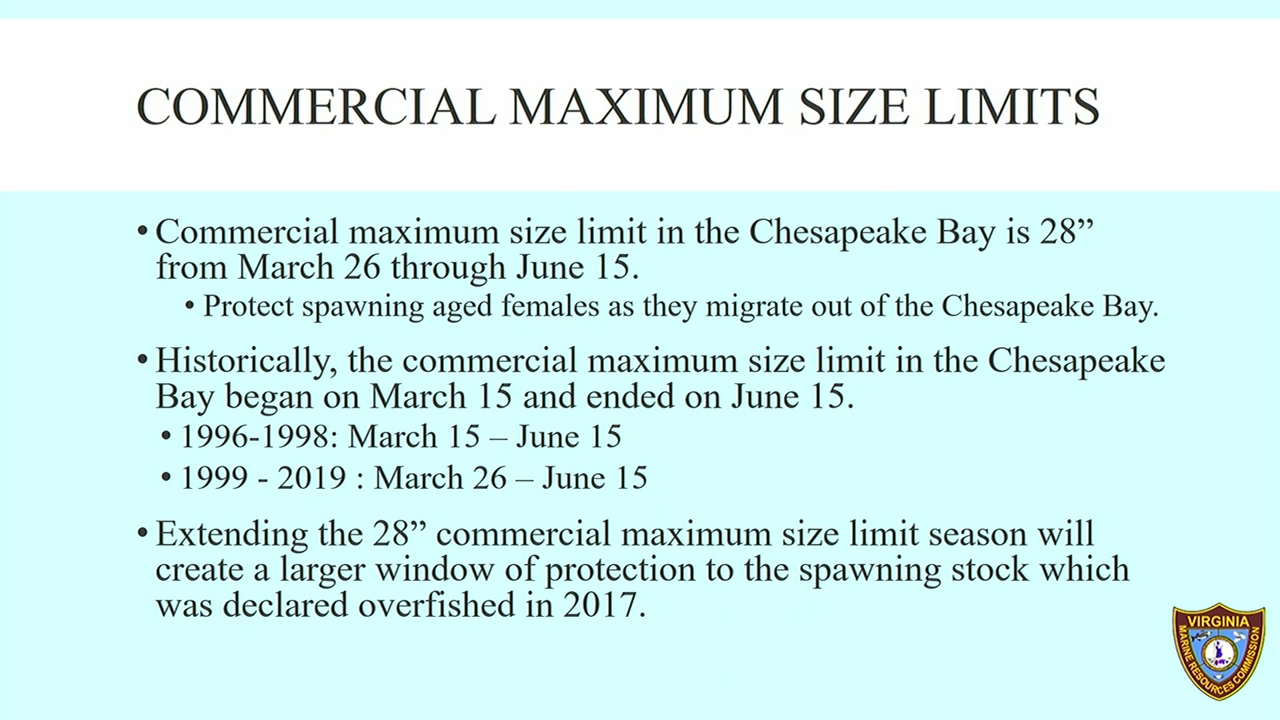 COMMERCIAL MAXIMUM SIZE LIMITS
• Commercial maximum size limit in the Chesapeake Bay is 28”
from March 26 through June 15.
• Protect spawning aged females as they migrate out of the Chesapeake Bay.
• Historically, the commercial maximum size limit in the Chesapeake
Bay began on March 15 and ended on June 15.
• 1996-1998: March 15 – June 15
• 1999 - 2019 : March 26 – June 15
• Extending the 28” commercial maximum size limit season will
create a larger window of protection to the spawning stock which
was declared overfished in 2017.
VIRGINIA
MARINE RESOURCES COMMISSION